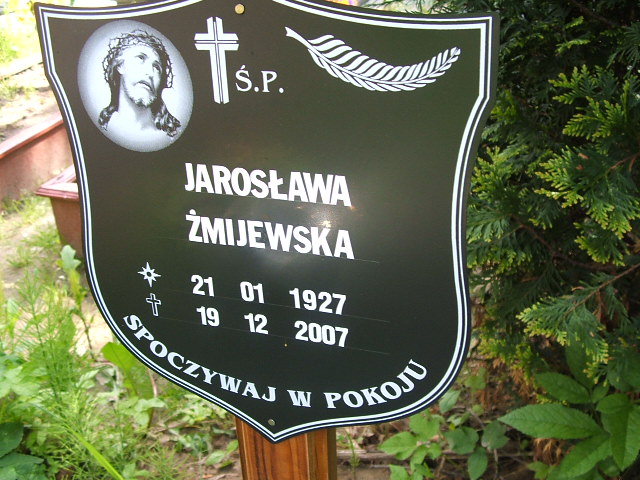 Ś.P.
JAROSŁAWA
ŻMIJEWSKA
21 01 1927
19 12 2007
SPOCZYWAJ W POKOJU